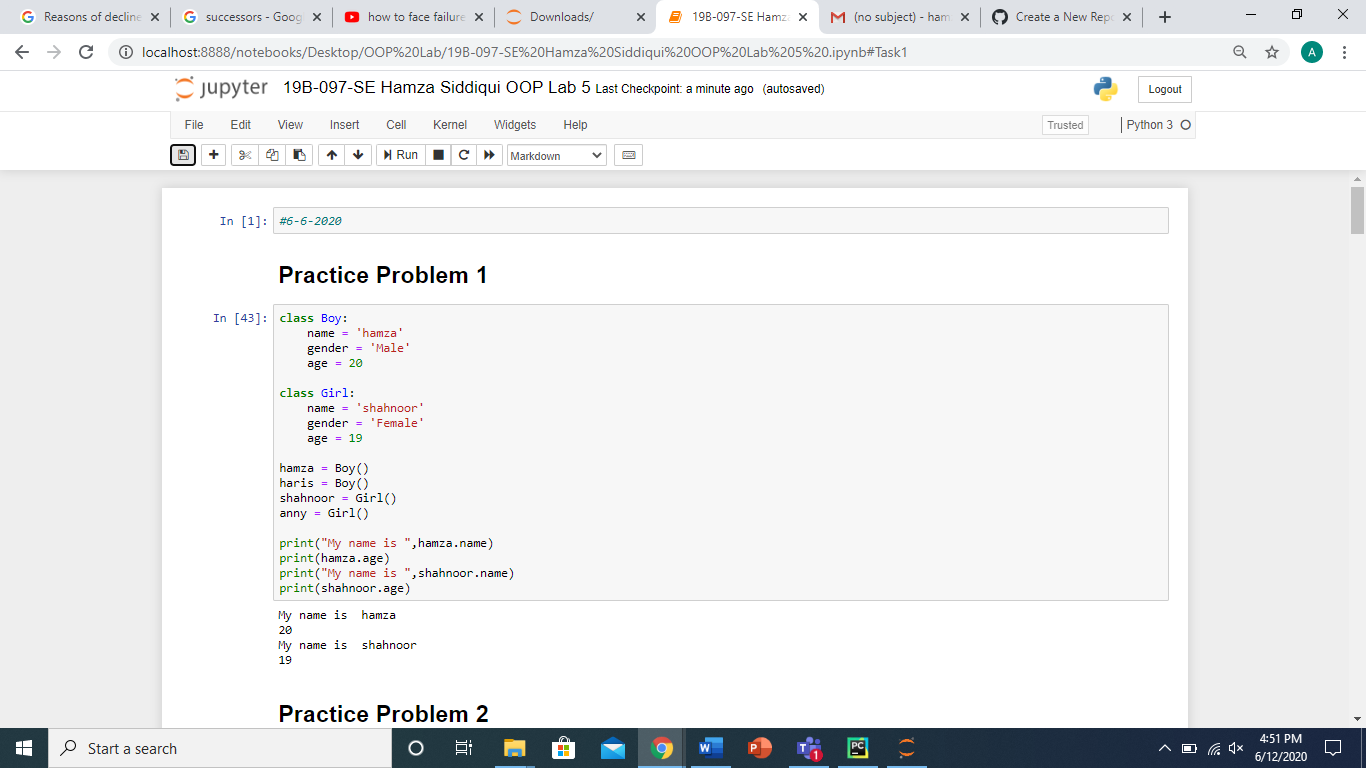 Reasons of decline
successors - Goog
how to face failure
Downloads/
19B-097-SE Hamza
(no subject) - ham
Create a New Repo
localhost:8888/notebooks/Desktop/OOP%20Lab/19B-097-SE%20Hamza%20Siddiqui%20OOP%20Lab%205%20.ipynb#Task1
A
jupyter 19B-097-SE Hamza Siddiqui OOP Lab 5 Last Checkpoint: a minute ago (autosaved)
Logout
File Edit View Insert Cell Kernel Widgets Help
Trusted
Python 3
Run
Markdown
In [1]: #6-6-2020
Practice Problem 1
In [43]: class Boy:
    name = 'hamza'
    gender = 'Male'
    age = 20
class Girl:
    name = 'shahnoor'
    gender = 'Female'
    age = 19
hamza = Boy()
haris = Boy()
shahnoor = Girl()
anny = Girl()
print("My name is ",hamza.name)
print(hamza.age)
print("My name is ",shahnoor.name)
print(shahnoor.age)
My name is  hamza
20
My name is  shahnoor
19
Practice Problem 2
Start a search
1
4:51 PM
6/12/2020